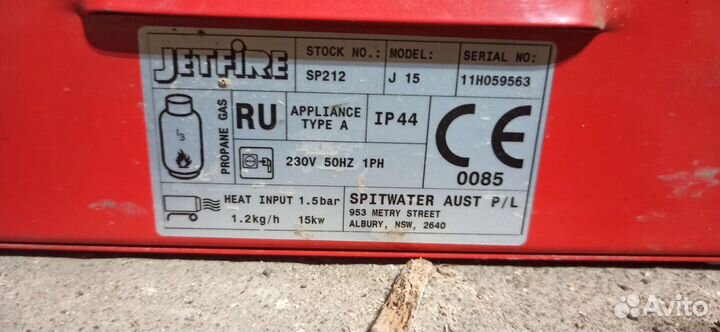 JETFIRE
STOCK NO.:
SP212
MODEL:
J 15
SERIAL NO:
11H059563
I3
PROPANE GAS
RU
APPLIANCE
TYPE A
IP44
230V 50HZ 1PH
CE
0085
HEAT INPUT 1.5bar
1.2kg/h 15kw
SPITWATER AUST P/L
953 METRY STREET
ALBURY, NSW, 2640
Avito